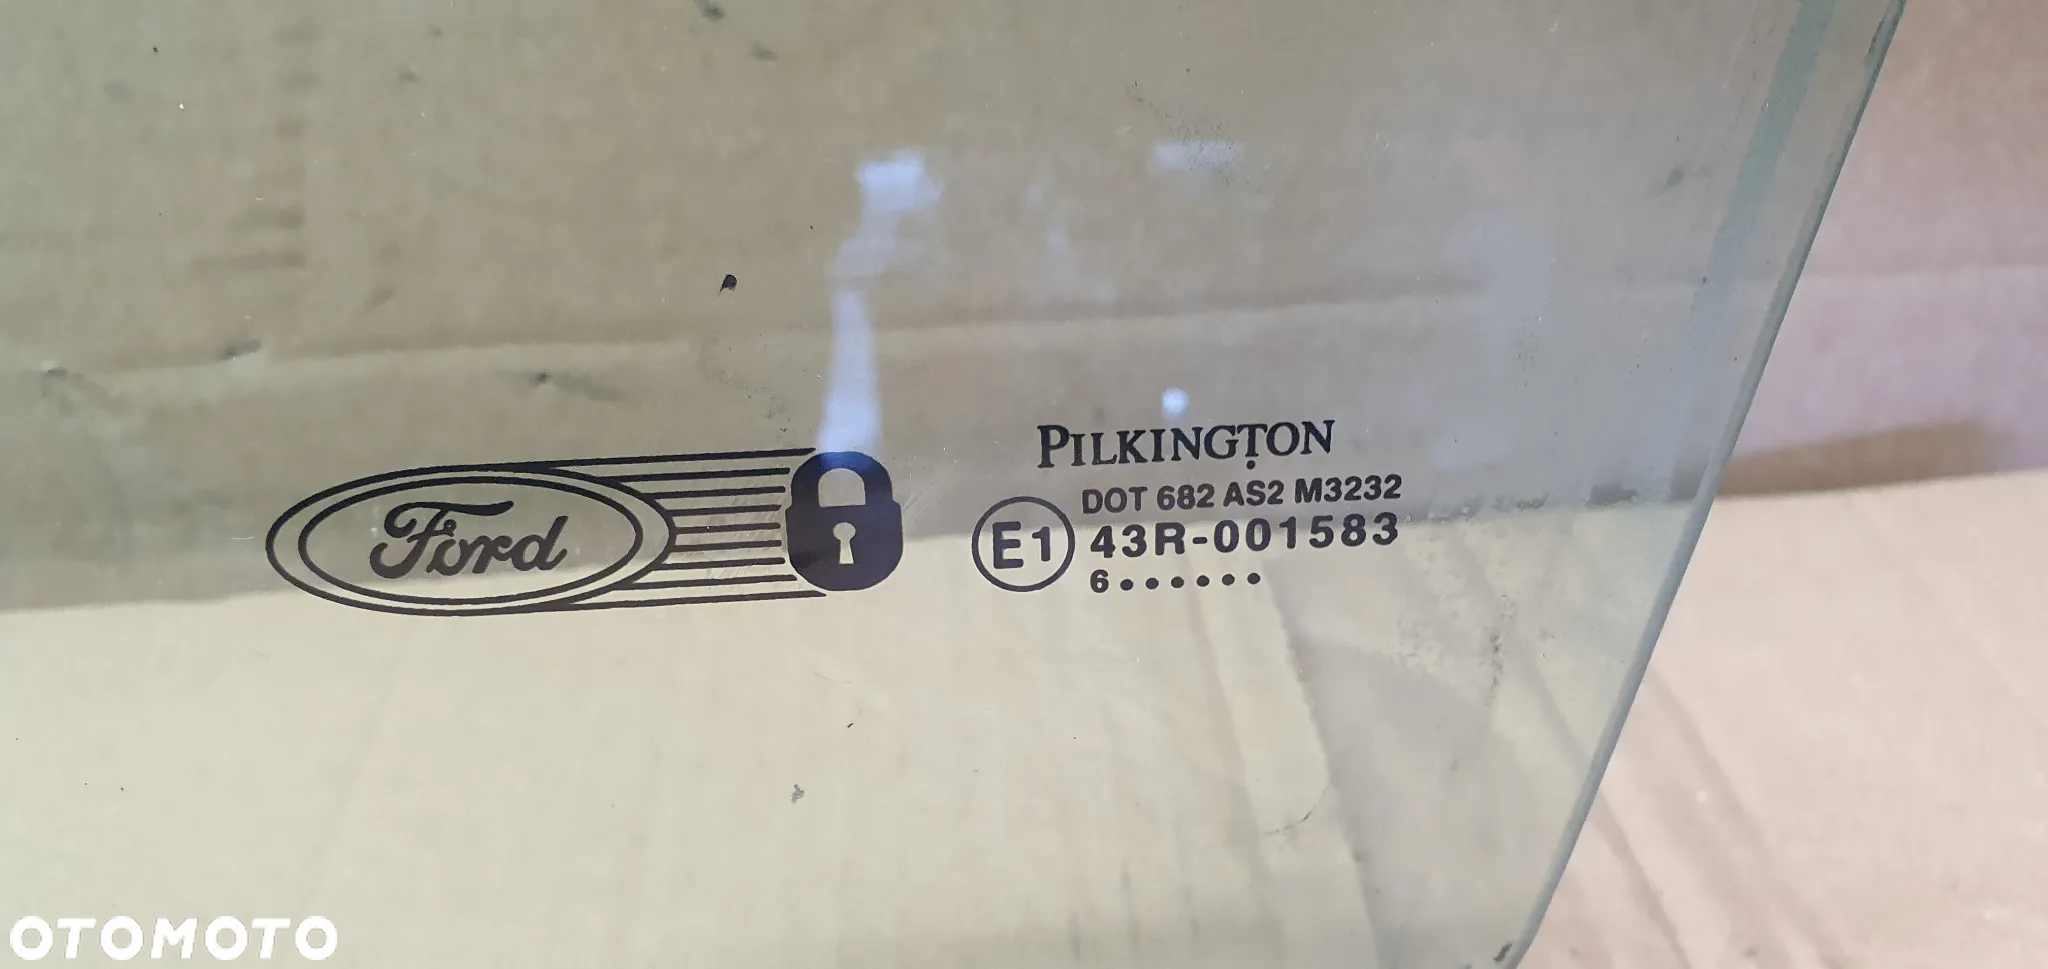 Ford
PILKINGTON
DOT 682 AS2 M3232
E1 43R-001583
6••••••
OTOMOTO